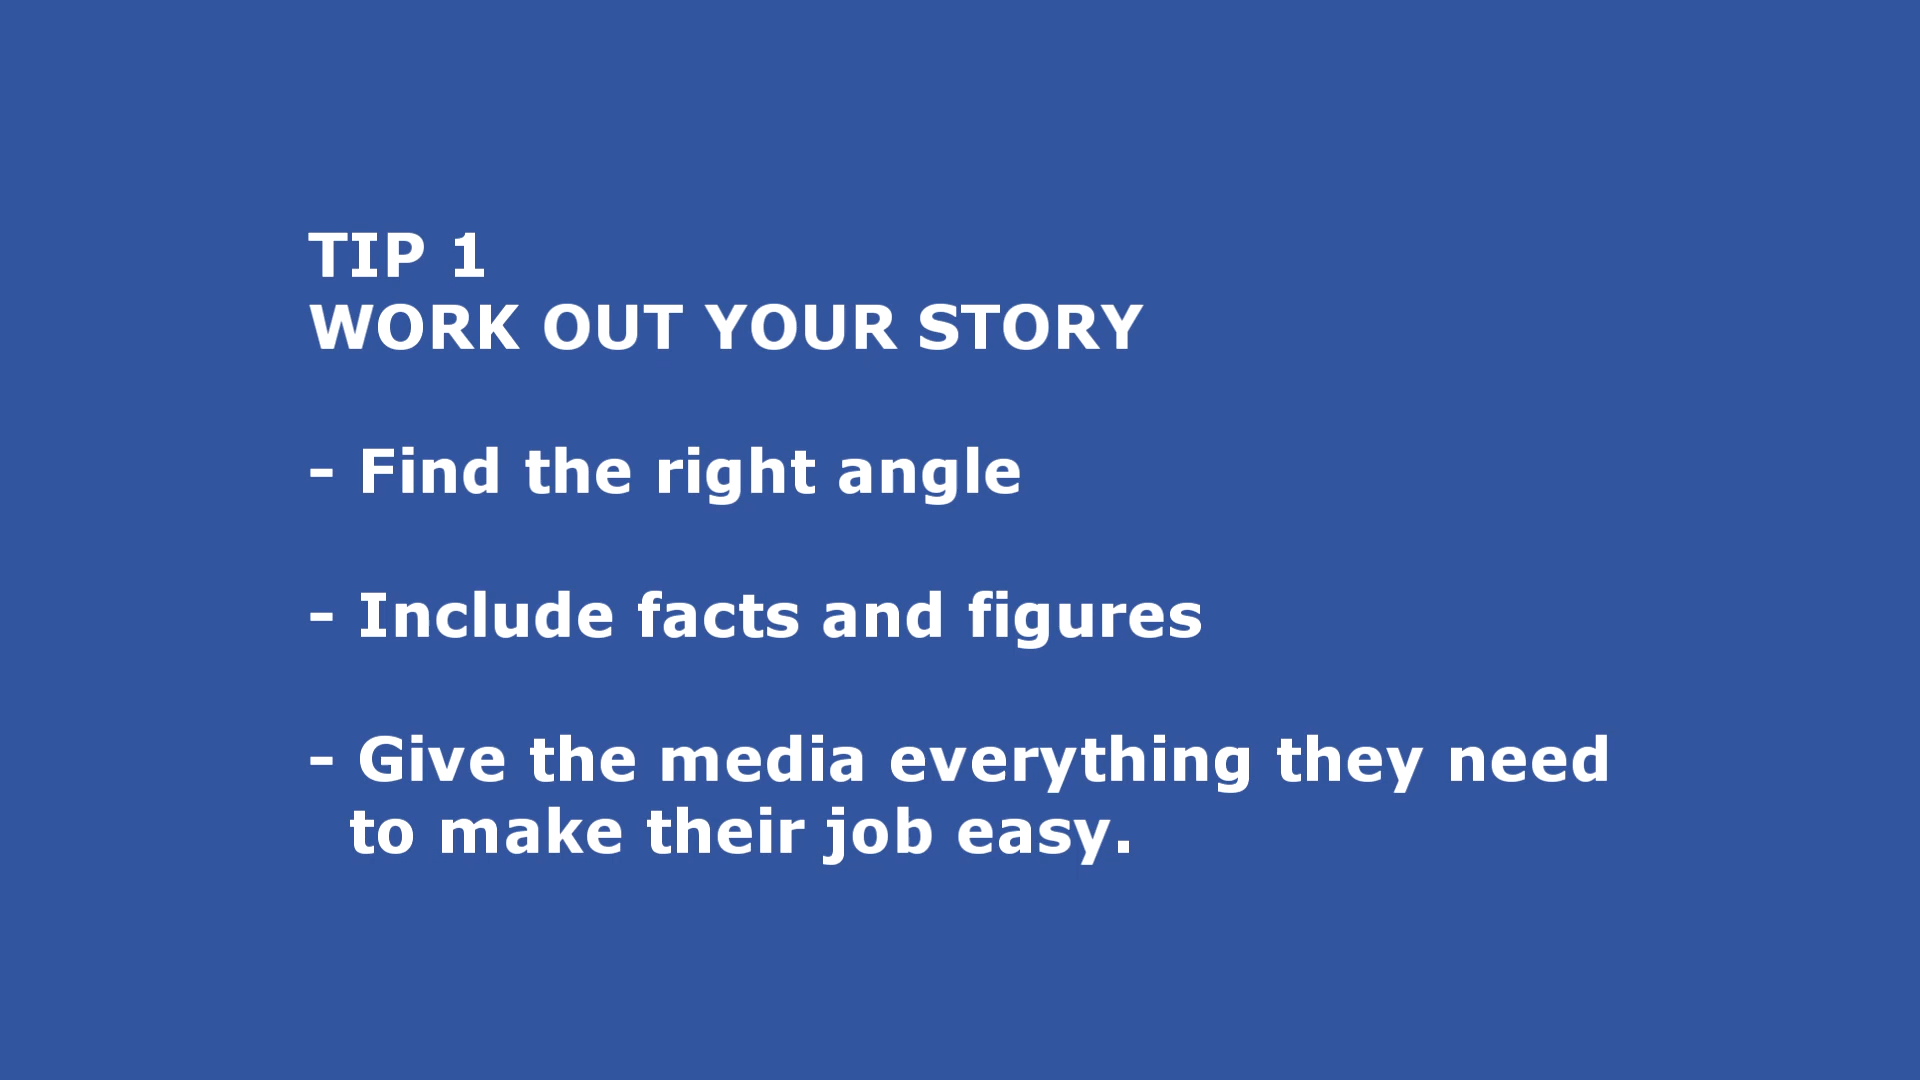 TIP 1
WORK OUT YOUR STORY
- Find the right angle
- Include facts and figures
- Give the media everything they need
to make their job easy.